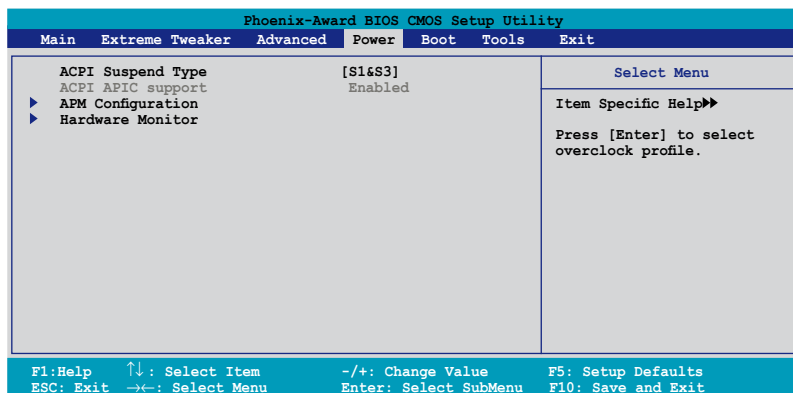 Phoenix-Award BIOS CMOS Setup Utility
Main Extreme Tweaker Advanced Power Boot Tools Exit
ACPI Suspend Type [S1&S3]
ACPI APIC support Enabled
APM Configuration
Hardware Monitor
Select Menu
Item Specific Help
Press [Enter] to select
overclock profile.
F1:Help ↑↓ : Select Item -/+: Change Value F5: Setup Defaults
ESC: Exit →←: Select Menu Enter: Select SubMenu F10: Save and Exit